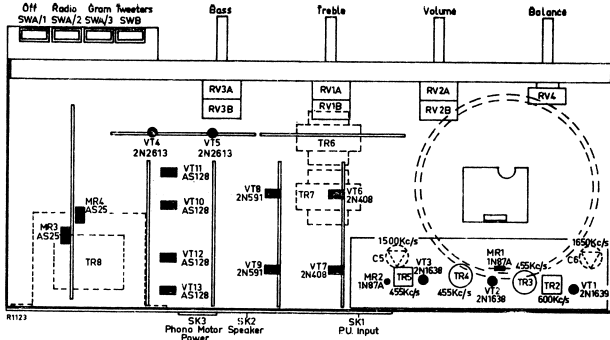 Off Radio Gram Tweeters
SWA/1 SWA/2 SWA/3 SWB
Bass
Treble
Volume
Balance
RV3A
RV3B
RV1A
RV1B
RV2A
RV2B
RV4
VT4
2N2613
VT5
2N2613
TR6
VT11
AS128
VT10
AS128
VT8
2N591
TR7
VT6
2N408
MR4
AS25
MR3
AS25
TR8
VT12
AS128
VT13
AS128
VT9
2N591
VT7
2N408
1500Kc/s
C5
MR2
1N87A
TR5
455Kc/s
VT3
2N1638
TR4
455Kc/s
MR1
1N87A
VT2
2N1638
455Kc/s
TR3
TR2
600Kc/s
1650Kc/s
C6
VT1
2N1639
R1123
SK3
Phono Motor
Power
SK2
Speaker
SK1
P.U. Input